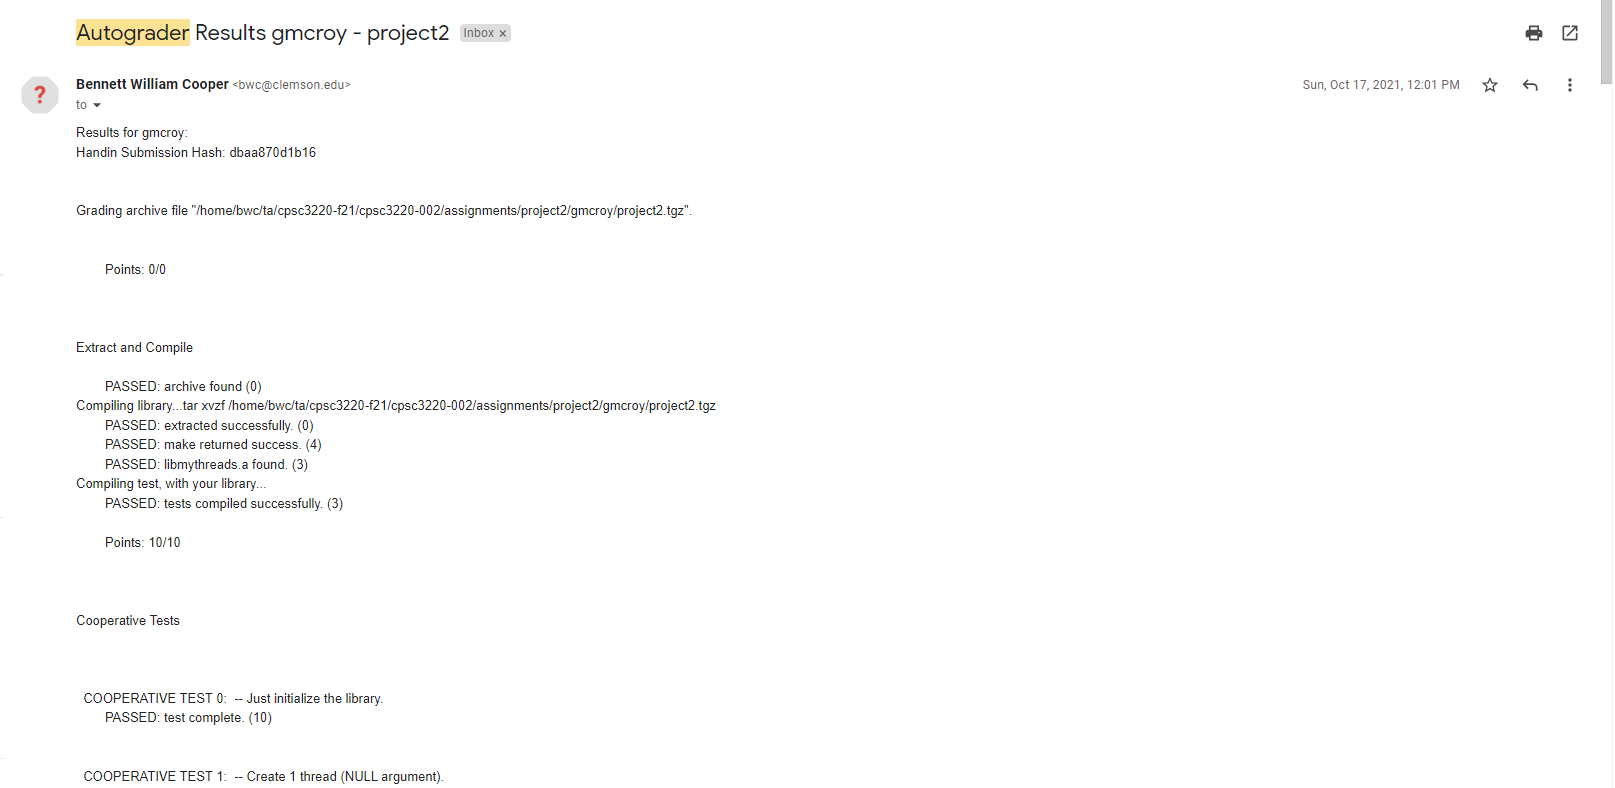 Autograder Results gmcroy - project2 Inbox ×
Bennett William Cooper <bwc@clemson.edu> Sun, Oct 17, 2021, 12:01 PM
to
Results for gmcroy:
Handin Submission Hash: dbaa870d1b16
Grading archive file "/home/bwc/ta/cpsc3220-f21/cpsc3220-002/assignments/project2/gmcroy/project2.tgz".
Points: 0/0
Extract and Compile
PASSED: archive found (0)
Compiling library...tar xvzf /home/bwc/ta/cpsc3220-f21/cpsc3220-002/assignments/project2/gmcroy/project2.tgz
PASSED: extracted successfully. (0)
PASSED: make returned success. (4)
PASSED: libmythreads.a found. (3)
Compiling test, with your library...
PASSED: tests compiled successfully. (3)
Points: 10/10
Cooperative Tests
COOPERATIVE TEST 0:  -- Just initialize the library.
PASSED: test complete. (10)
COOPERATIVE TEST 1:  -- Create 1 thread (NULL argument).